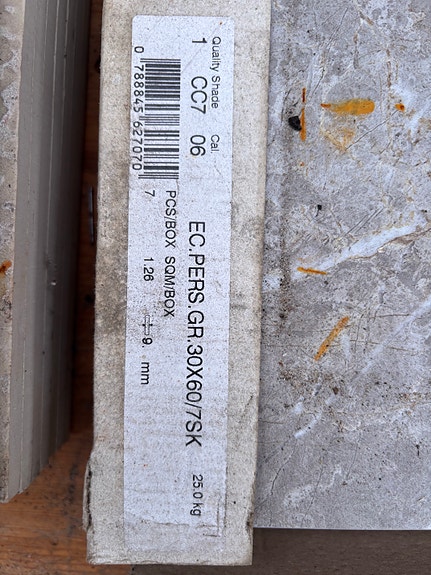 Quality Shade Cal.
1 CC7 06
0 788845 627070 7
EC.PERS.GR.30X60/7SK
PCS/BOX SQM/BOX
7 1.26 9. mm
25.0 kg